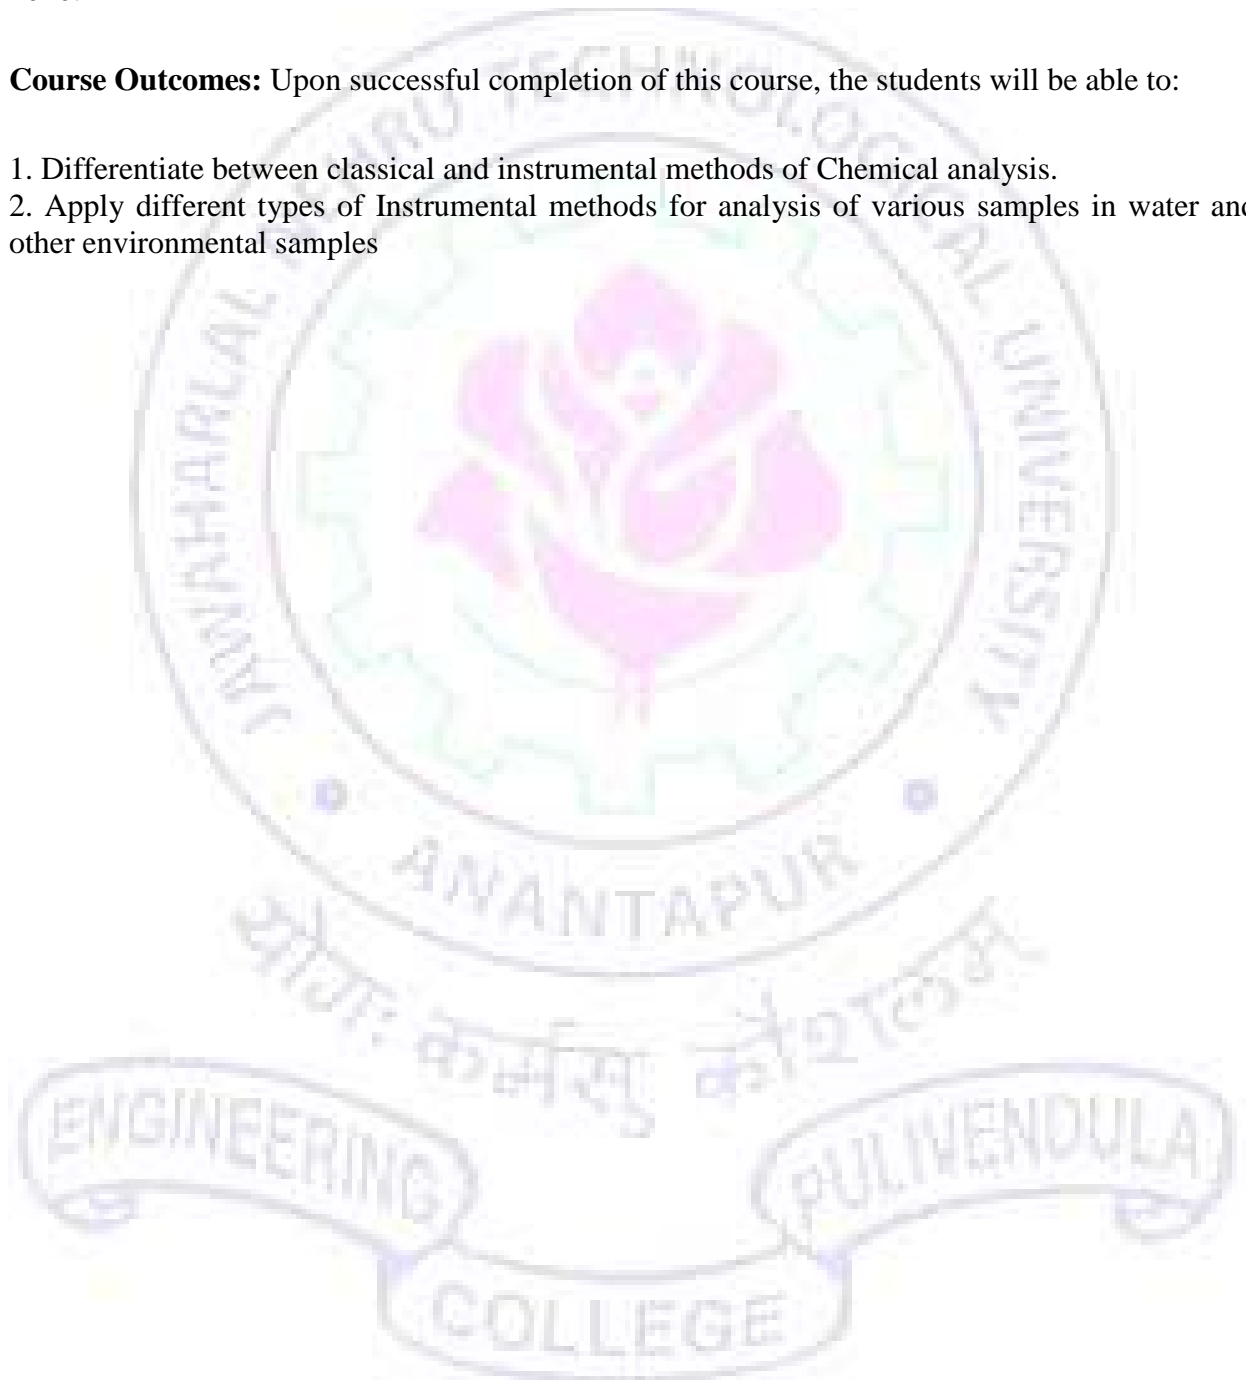 Course Outcomes: Upon successful completion of this course, the students will be able to:
1. Differentiate between classical and instrumental methods of Chemical analysis.
2. Apply different types of Instrumental methods for analysis of various samples in water and
other environmental samples
JAWAHARLAL NEHRU TECHNOLOGICAL UNIVERSITY
ANANTAPUR
योगः कर्मसु कौशलम्
ENGINEERING
COLLEGE
PULIVENDULA